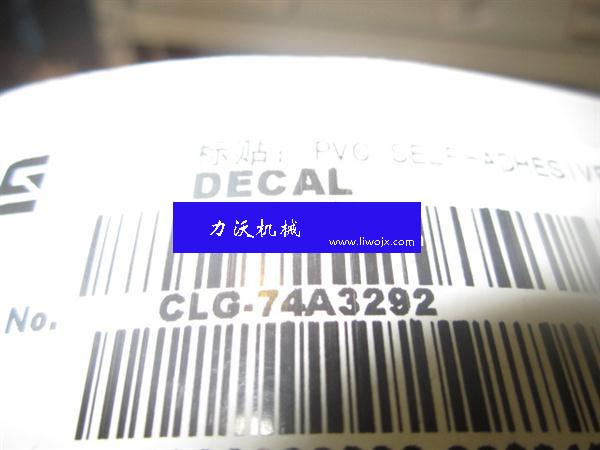 标贴: PVC SELF-ADHESIVE
DECAL
力沃机械
www.liwojx.com
No. CLG-74A3292